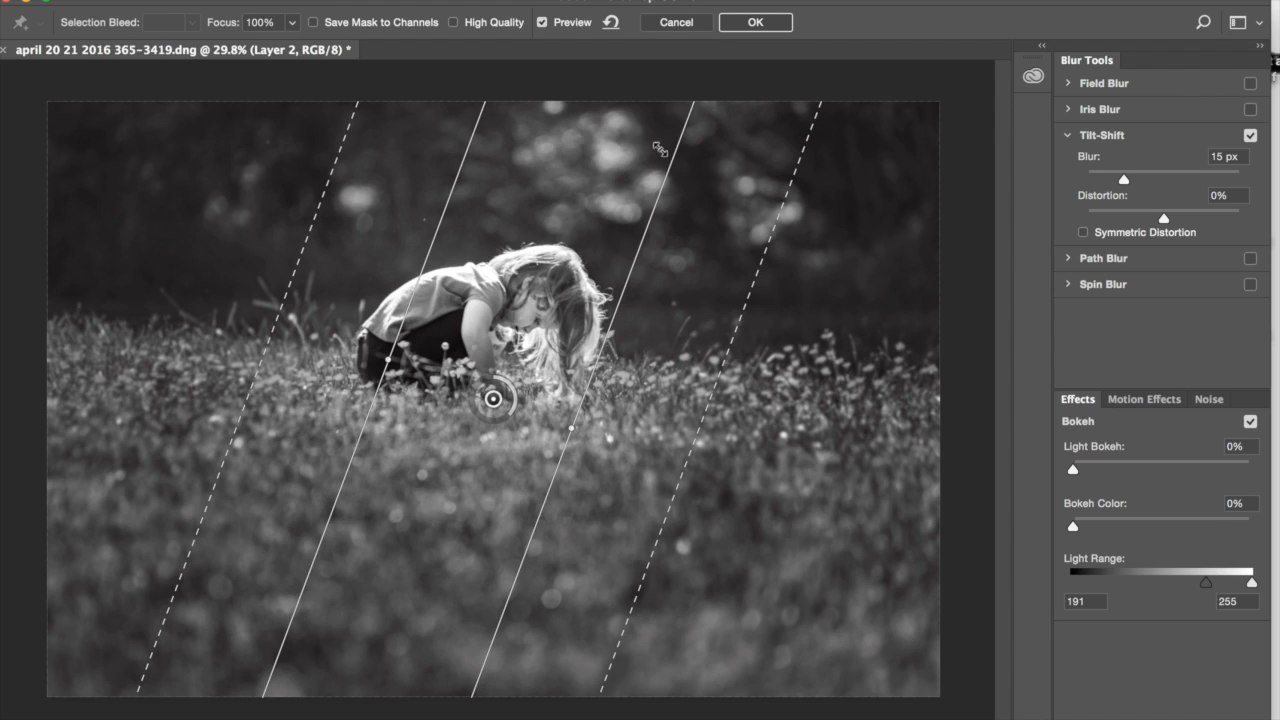 Selection Bleed: Focus: 100% Save Mask to Channels High Quality Preview Cancel OK
april 20 21 2016 365-3419.dng @ 29.8% (Layer 2, RGB/8) *
Blur Tools
Field Blur
Iris Blur
Tilt-Shift
Blur: 15 px
Distortion: 0%
Symmetric Distortion
Path Blur
Spin Blur
Effects Motion Effects Noise
Bokeh
Light Bokeh: 0%
Bokeh Color: 0%
Light Range:
191 255